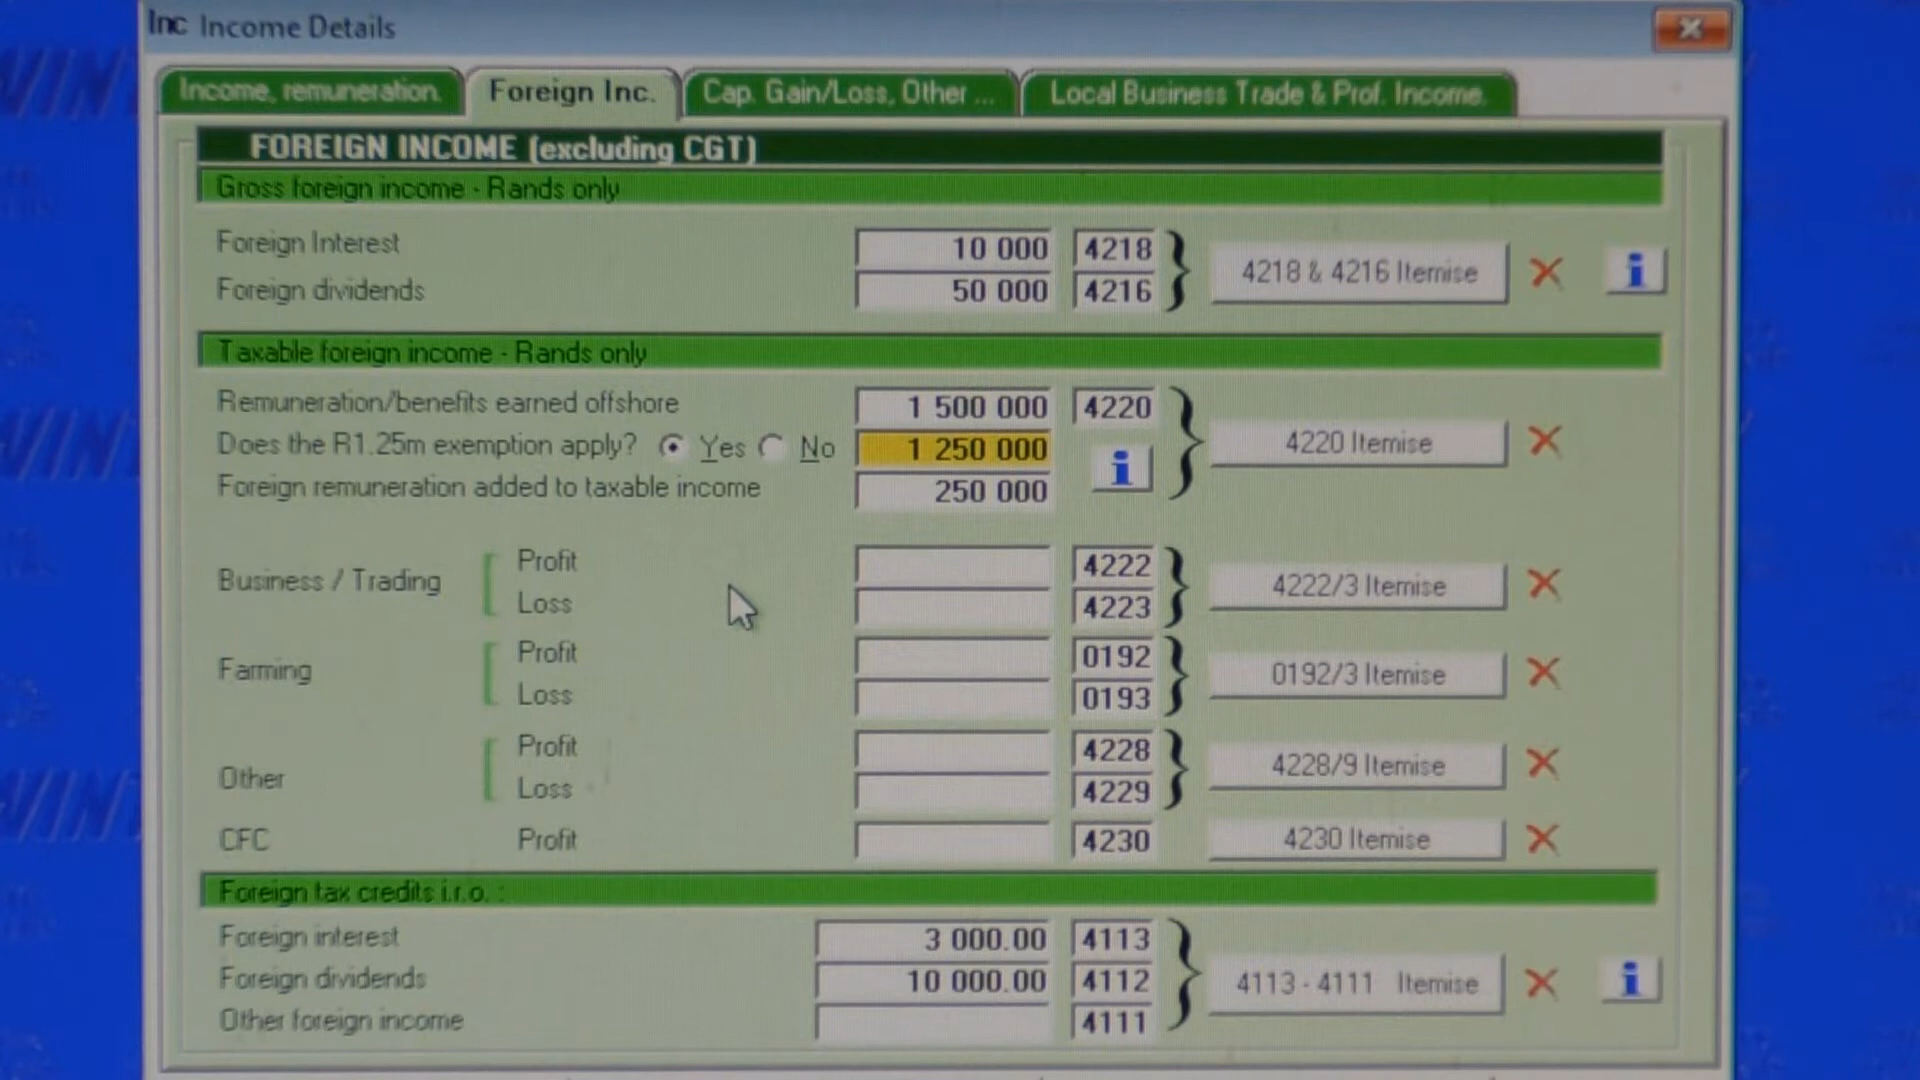 Inc Income Details
Income, remuneration. Foreign Inc. Cap. Gain/Loss, Other ... Local Business Trade & Prof. Income.
FOREIGN INCOME (excluding CGT)
Gross foreign income - Rands only
Foreign Interest 10 000 4218
4218 & 4216 Itemise
Foreign dividends 50 000 4216
Taxable foreign income - Rands only
Remuneration/benefits earned offshore 1 500 000 4220
Does the R1.25m exemption apply? Yes No 1 250 000
4220 Itemise
Foreign remuneration added to taxable income 250 000
Business / Trading
Profit 4222
Loss 4223
4222/3 Itemise
Farming
Profit 0192
Loss 0193
0192/3 Itemise
Other
Profit 4228
Loss 4229
4228/9 Itemise
CFC Profit 4230 4230 Itemise
Foreign tax credits i.r.o. :
Foreign interest 3 000.00 4113
Foreign dividends 10 000.00 4112
4113 - 4111 Itemise
Other foreign income 4111